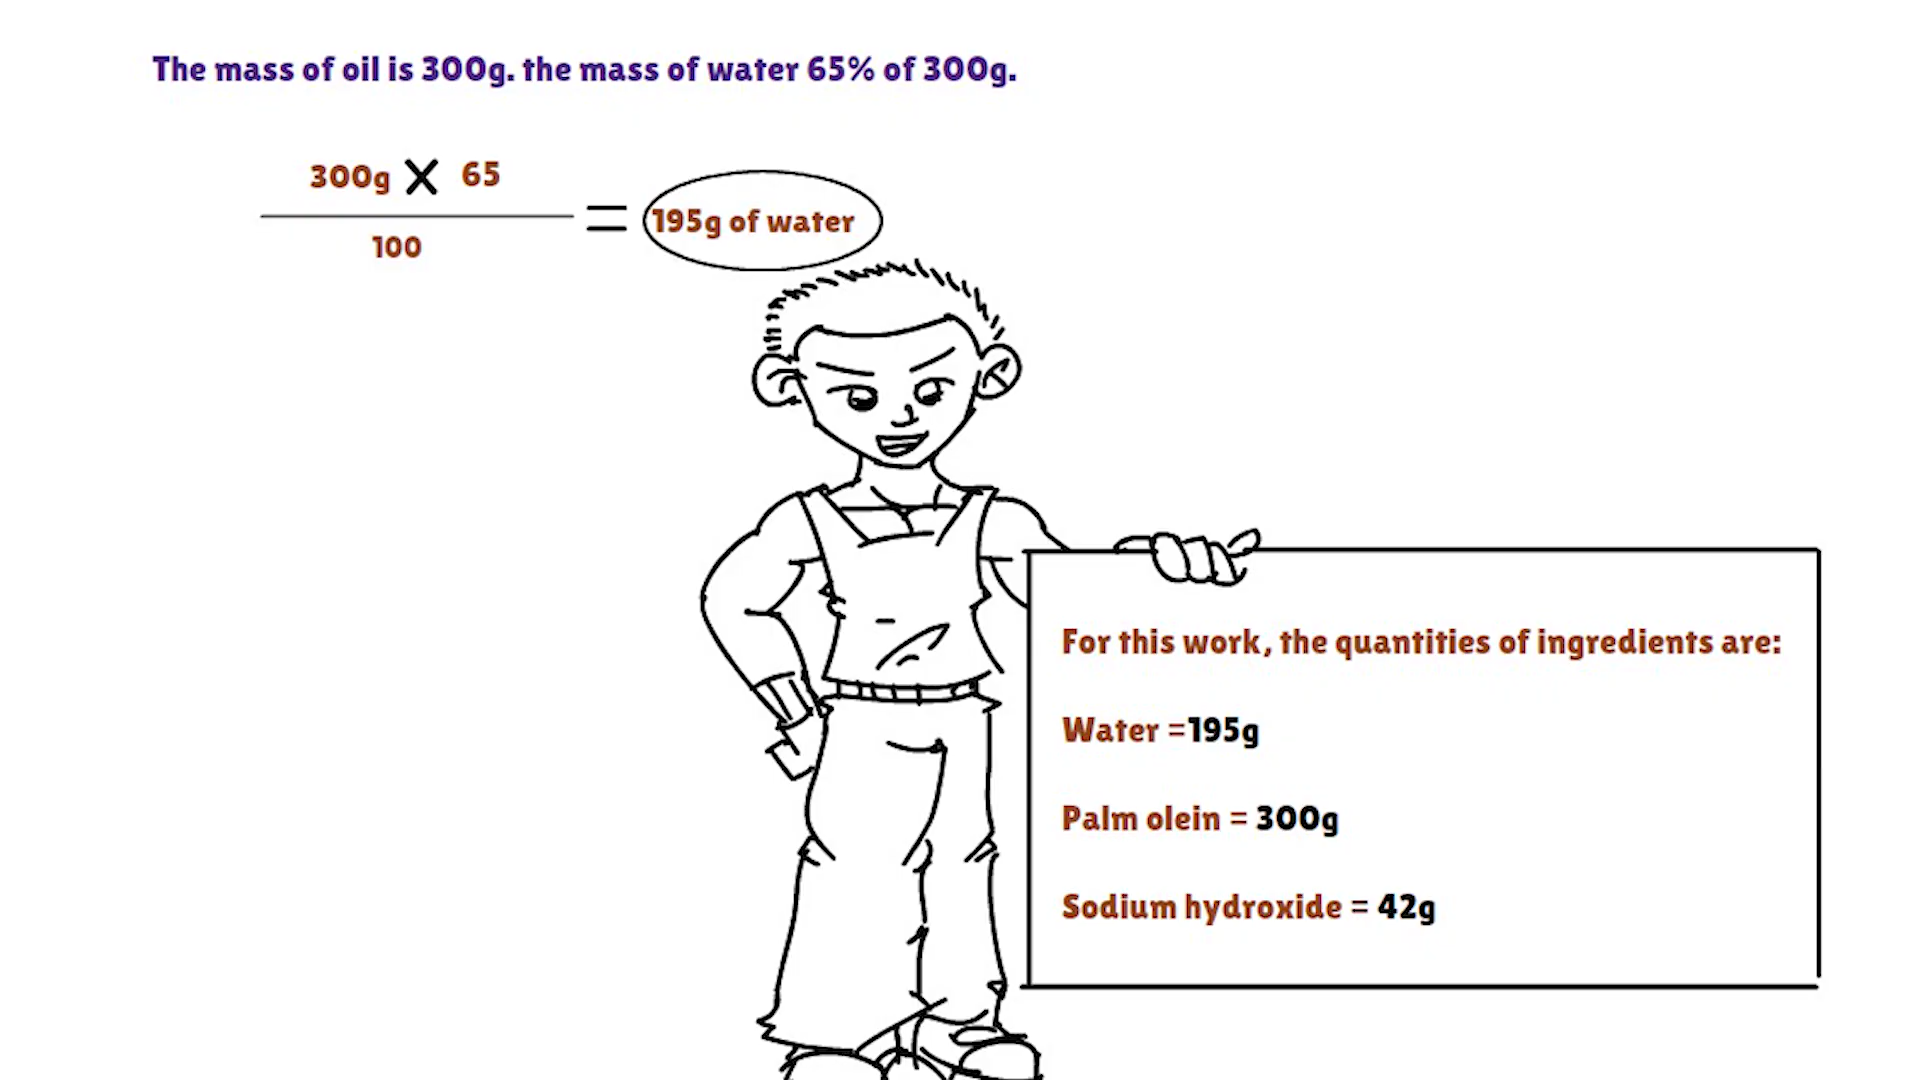 The mass of oil is 300g. the mass of water 65% of 300g.
300g X 65
100
=
195g of water
For this work, the quantities of ingredients are:
Water =195g
Palm olein = 300g
Sodium hydroxide = 42g